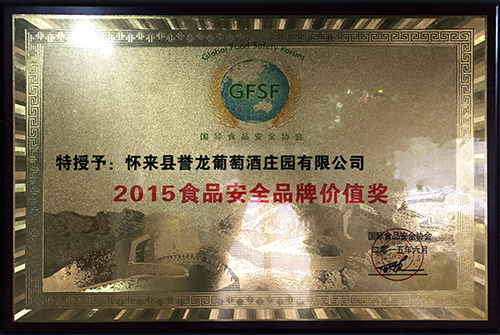 Global Food Safety Forum
GFSF
国际食品安全协会
特授予：怀来县誉龙葡萄酒庄园有限公司
2015食品安全品牌价值奖
国际食品安全协会
二零一五年六月